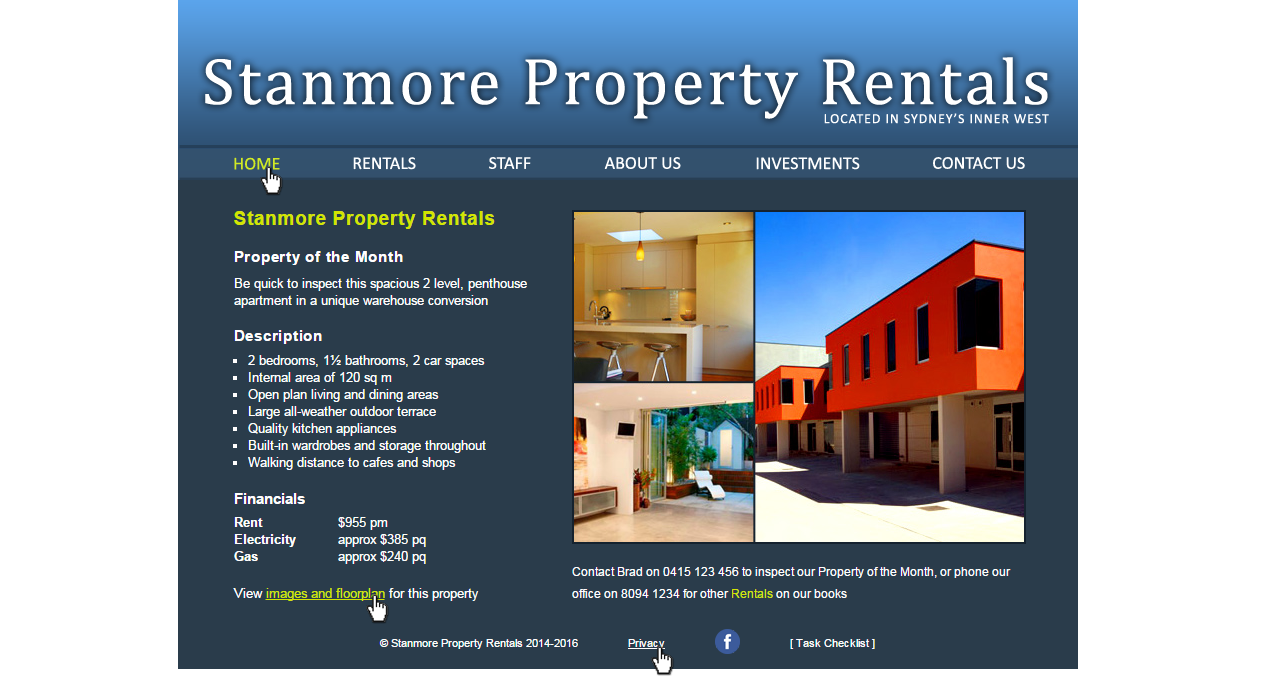 Stanmore Property Rentals
LOCATED IN SYDNEY'S INNER WEST
HOME RENTALS STAFF ABOUT US INVESTMENTS CONTACT US
Stanmore Property Rentals
Property of the Month
Be quick to inspect this spacious 2 level, penthouse
apartment in a unique warehouse conversion
Description
2 bedrooms, 1½ bathrooms, 2 car spaces
Internal area of 120 sq m
Open plan living and dining areas
Large all-weather outdoor terrace
Quality kitchen appliances
Built-in wardrobes and storage throughout
Walking distance to cafes and shops
Financials
Rent $955 pm
Electricity approx $385 pq
Gas approx $240 pq
View images and floorplan for this property
Contact Brad on 0415 123 456 to inspect our Property of the Month, or phone our
office on 8094 1234 for other Rentals on our books
© Stanmore Property Rentals 2014-2016 Privacy f [ Task Checklist ]